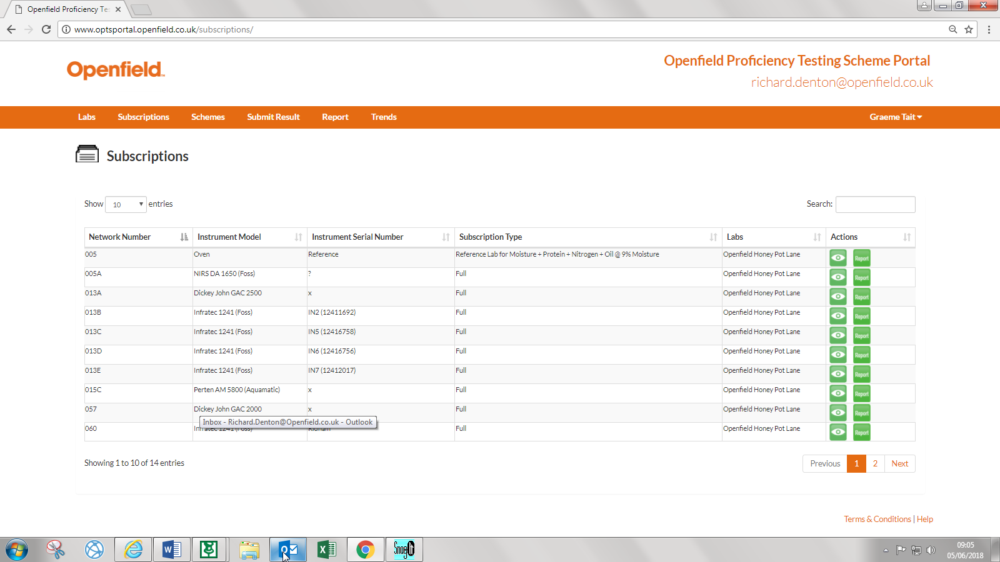 Openfield Proficiency Te
www.optsportal.openfield.co.uk/subscriptions/
Openfield
Openfield Proficiency Testing Scheme Portal
richard.denton@openfield.co.uk
Labs Subscriptions Schemes Submit Result Report Trends Graeme Tait
Subscriptions
Show 10 entries Search:
Network Number Instrument Model Instrument Serial Number Subscription Type Labs Actions
005 Oven Reference Reference Lab for Moisture + Protein + Nitrogen + Oil @ 9% Moisture Openfield Honey Pot Lane Report
005A NIRS DA 1650 (Foss) ? Full Openfield Honey Pot Lane Report
013A Dickey John GAC 2500 x Full Openfield Honey Pot Lane Report
013B Infratec 1241 (Foss) IN2 (12411692) Full Openfield Honey Pot Lane Report
013C Infratec 1241 (Foss) IN5 (12416758) Full Openfield Honey Pot Lane Report
013D Infratec 1241 (Foss) IN6 (12416756) Full Openfield Honey Pot Lane Report
013E Infratec 1241 (Foss) IN7 (12412017) Full Openfield Honey Pot Lane Report
015C Perten AM 5800 (Aquamatic) x Full Openfield Honey Pot Lane Report
057 Dickey John GAC 2000 x Full Openfield Honey Pot Lane Report
Inbox - Richard.Denton@Openfield.co.uk - Outlook
060 Infratec 1241 (Foss) Full Openfield Honey Pot Lane Report
Showing 1 to 10 of 14 entries Previous 1 2 Next
Terms & Conditions | Help
SnagIt
09:05
05/06/2018